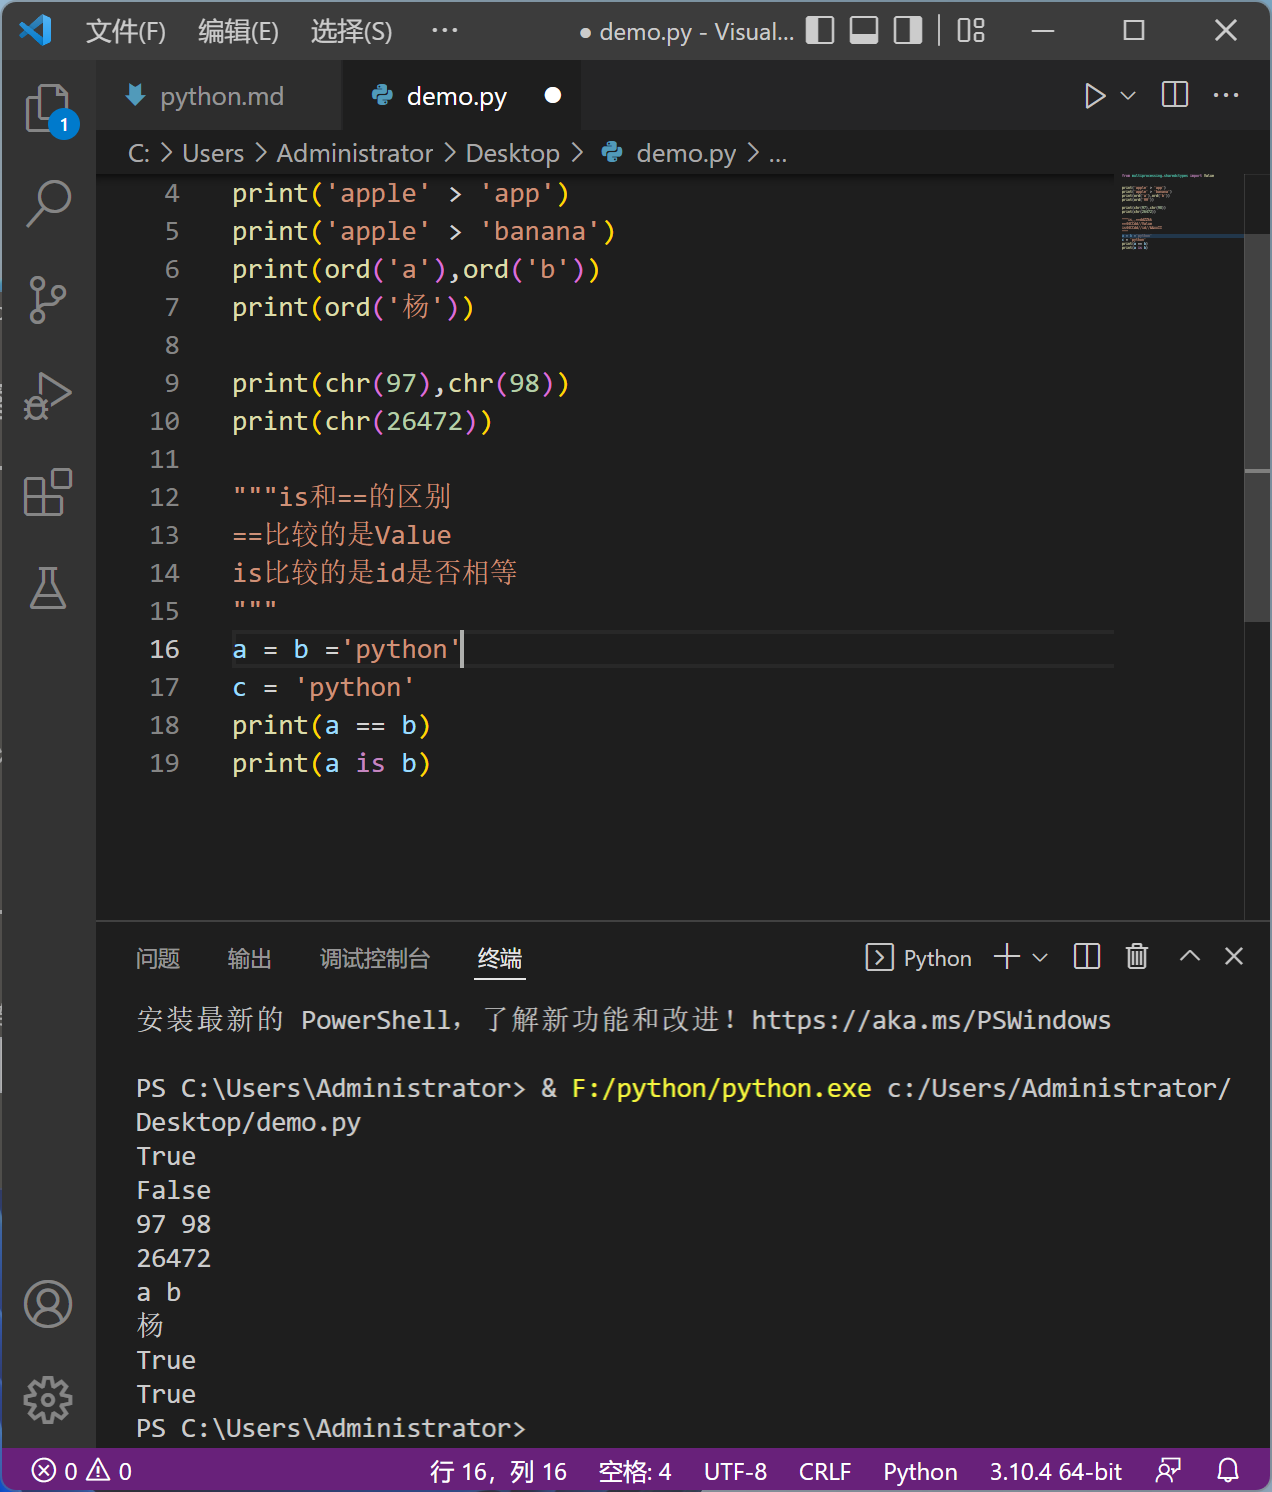 文件(F) 编辑(E) 选择(S) ··· ● demo.py - Visual...
1
python.md demo.py
C: > Users > Administrator > Desktop > demo.py > ...
4 print('apple' > 'app')
5 print('apple' > 'banana')
6 print(ord('a'),ord('b'))
7 print(ord('杨'))
8
9 print(chr(97),chr(98))
10 print(chr(26472))
11
12 """is和==的区别
13 ==比较的是Value
14 is比较的是id是否相等
15 """
16 a = b ='python'
17 c = 'python'
18 print(a == b)
19 print(a is b)
问题 输出 调试控制台 终端 Python
安装最新的 PowerShell，了解新功能和改进！https://aka.ms/PSWindows
PS C:\Users\Administrator> & F:/python/python.exe c:/Users/Administrator/
Desktop/demo.py
True
False
97 98
26472
a b
杨
True
True
PS C:\Users\Administrator>
0 0 行 16，列 16 空格: 4 UTF-8 CRLF Python 3.10.4 64-bit